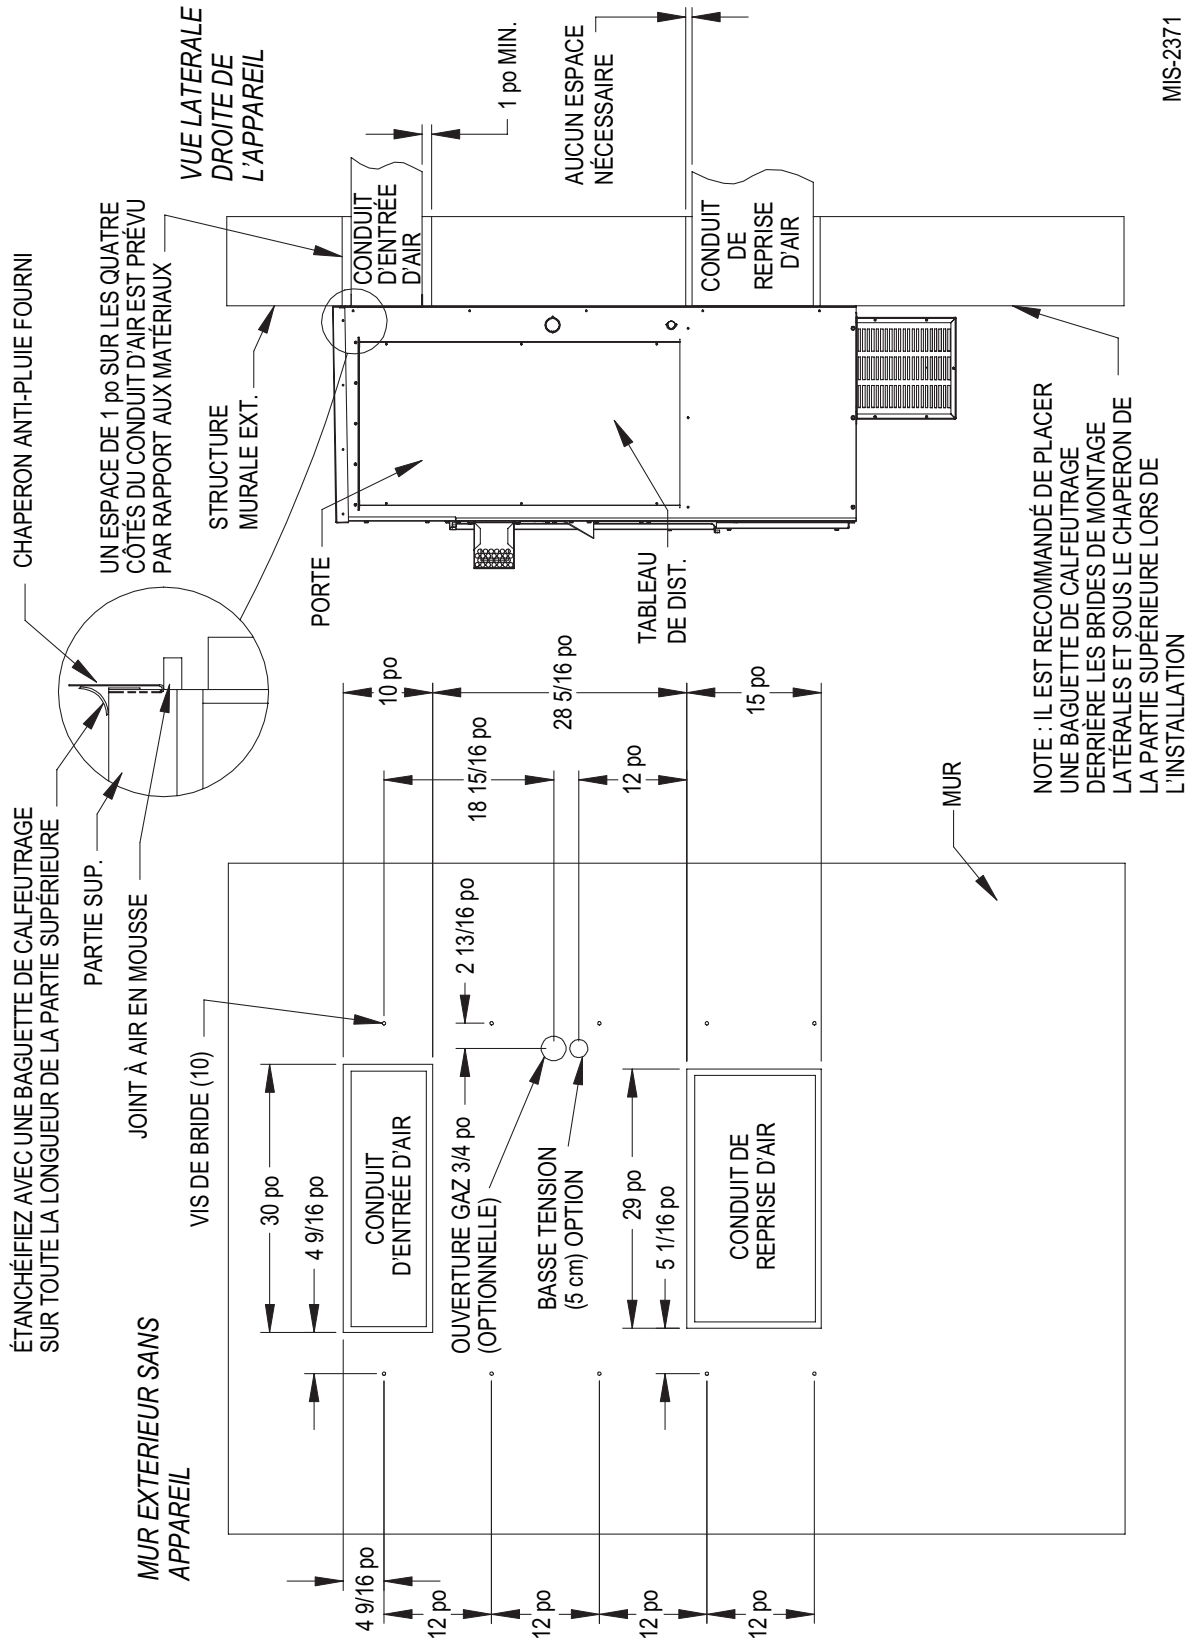 MUR EXTERIEUR SANS
APPAREIL
ÉTANCHÉIFIEZ AVEC UNE BAGUETTE DE CALFEUTRAGE
SUR TOUTE LA LONGUEUR DE LA PARTIE SUPÉRIEURE
PARTIE SUP.
JOINT À AIR EN MOUSSE
VIS DE BRIDE (10)
CHAPERON ANTI-PLUIE FOURNI
UN ESPACE DE 1 po SUR LES QUATRE
CÔTÉS DU CONDUIT D'AIR EST PRÉVU
PAR RAPPORT AUX MATÉRIAUX
VUE LATERALE
DROITE DE
L'APPAREIL
STRUCTURE
MURALE EXT.
PORTE
TABLEAU
DE DIST.
CONDUIT
D'ENTRÉE
D'AIR
1 po MIN.
AUCUN ESPACE
NÉCESSAIRE
CONDUIT
DE
REPRISE
D'AIR
30 po
4 9/16 po
CONDUIT
D'ENTRÉE D'AIR
OUVERTURE GAZ 3/4 po
(OPTIONNELLE)
2 13/16 po
BASSE TENSION
(5 cm) OPTION
29 po
5 1/16 po
CONDUIT DE
REPRISE D'AIR
10 po
18 15/16 po
28 5/16 po
12 po
15 po
4 9/16 po
12 po
12 po
12 po
12 po
MUR
NOTE : IL EST RECOMMANDÉ DE PLACER
UNE BAGUETTE DE CALFEUTRAGE
DERRIÈRE LES BRIDES DE MONTAGE
LATÉRALES ET SOUS LE CHAPERON DE
LA PARTIE SUPÉRIEURE LORS DE
L'INSTALLATION
MIS-2371